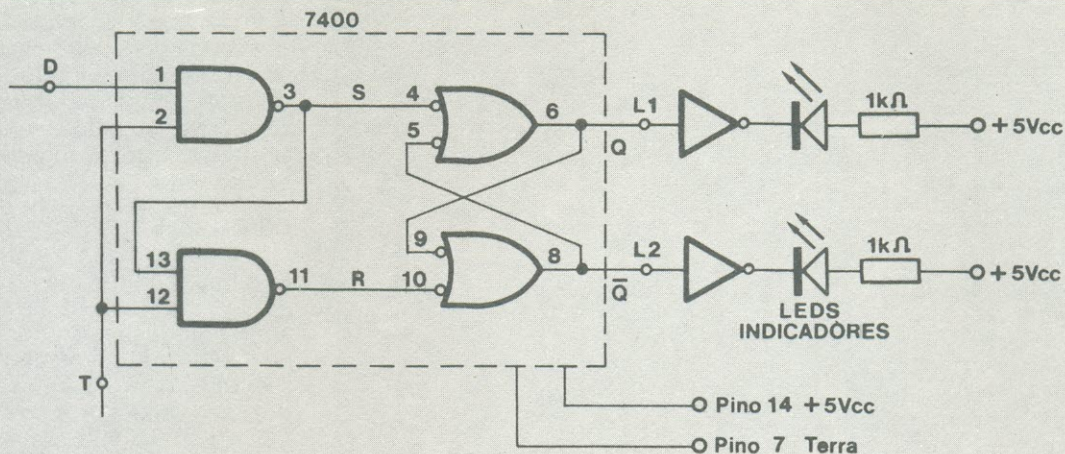 7400
D
1
2
3
S
4
5
6
Q
L1
1kΩ
+5Vcc
13
12
11
R
9
10
8
Q̅
L2
1kΩ
+5Vcc
LEDS
INDICADÒRES
T
Pino 14 +5Vcc
Pino 7 Terra